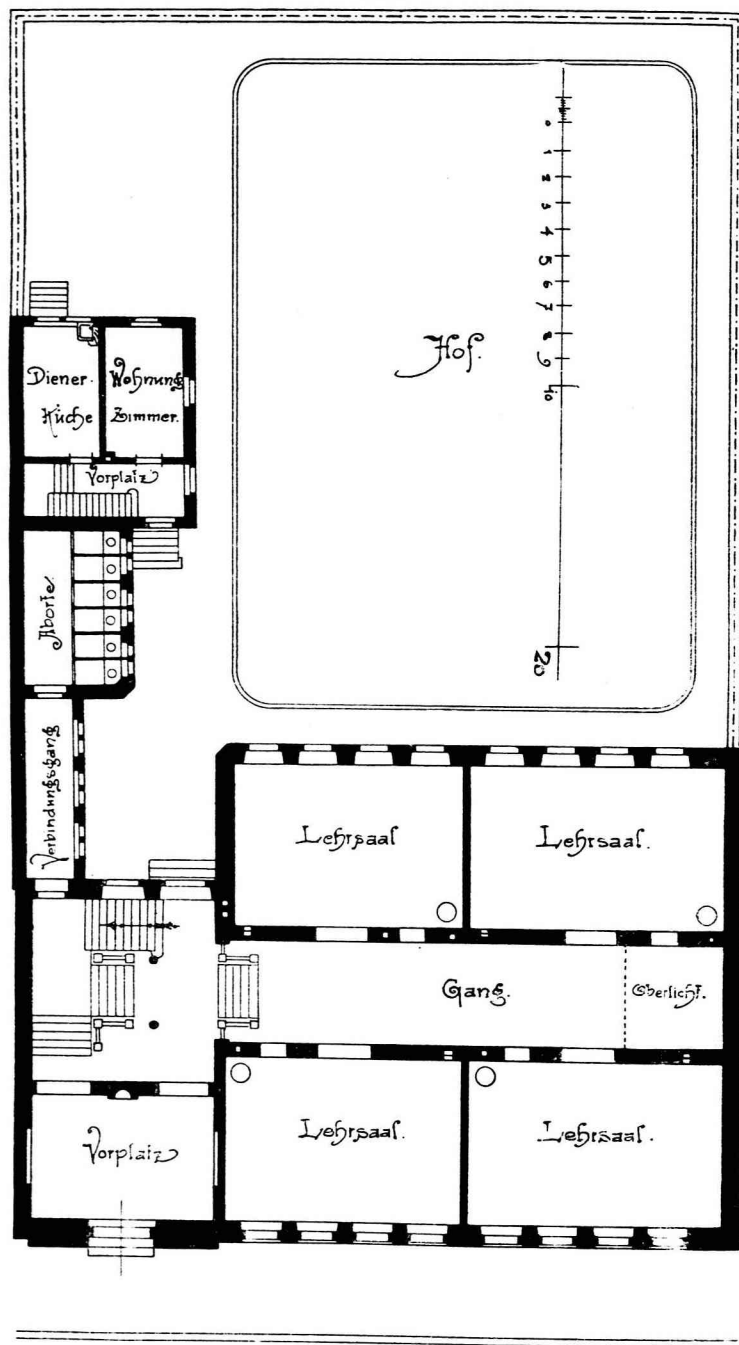 0
1
2
3
4
5
6
7
8
9
10
20
Hof.
Diener-
Küche
Wohnung
Zimmer.
Vorplatz
Aborte
Verbindungsgang
Lehrsaal
Lehrsaal.
Gang.
Oberlicht.
Vorplatz
Lehrsaal.
Lehrsaal.